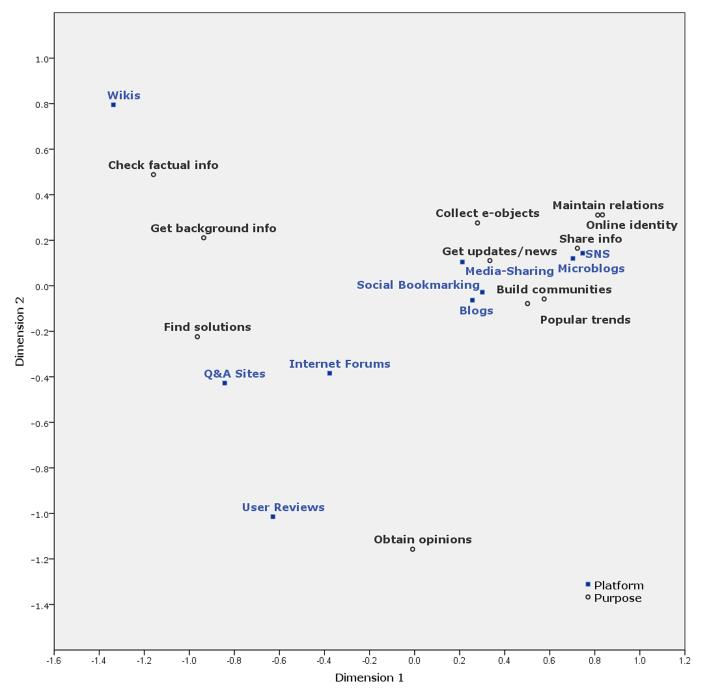 1.0
0.8
0.6
0.4
0.2
0.0
-0.2
-0.4
-0.6
-0.8
-1.0
-1.2
-1.4
Dimension 2
Wikis
Check factual info
Get background info
Collect e-objects
Maintain relations
Online identity
Share info
Get updates/news
SNS
Media-Sharing
Microblogs
Social Bookmarking
Build communities
Blogs
Popular trends
Find solutions
Internet Forums
Q&A Sites
User Reviews
Obtain opinions
Platform
Purpose
-1.6 -1.4 -1.2 -1.0 -0.8 -0.6 -0.4 -0.2 0.0 0.2 0.4 0.6 0.8 1.0 1.2
Dimension 1